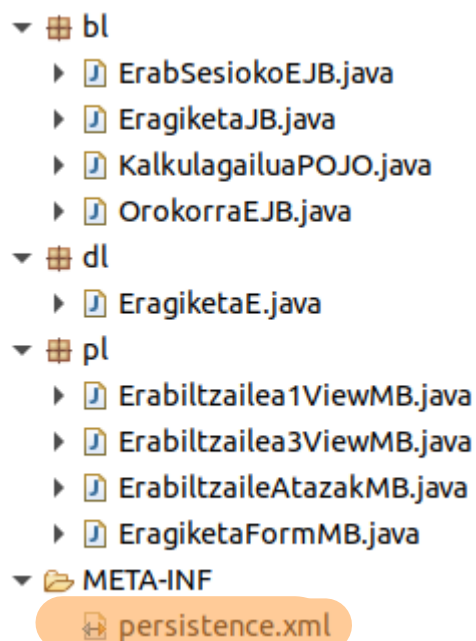 bl
ErabSesiokoEJB.java
EragiketaJB.java
KalkulagailuaPOJO.java
OrokorraEJB.java
dl
EragiketaE.java
pl
Erabiltzailea1ViewMB.java
Erabiltzailea3ViewMB.java
ErabiltzaileAtazakMB.java
EragiketaFormMB.java
META-INF
persistence.xml